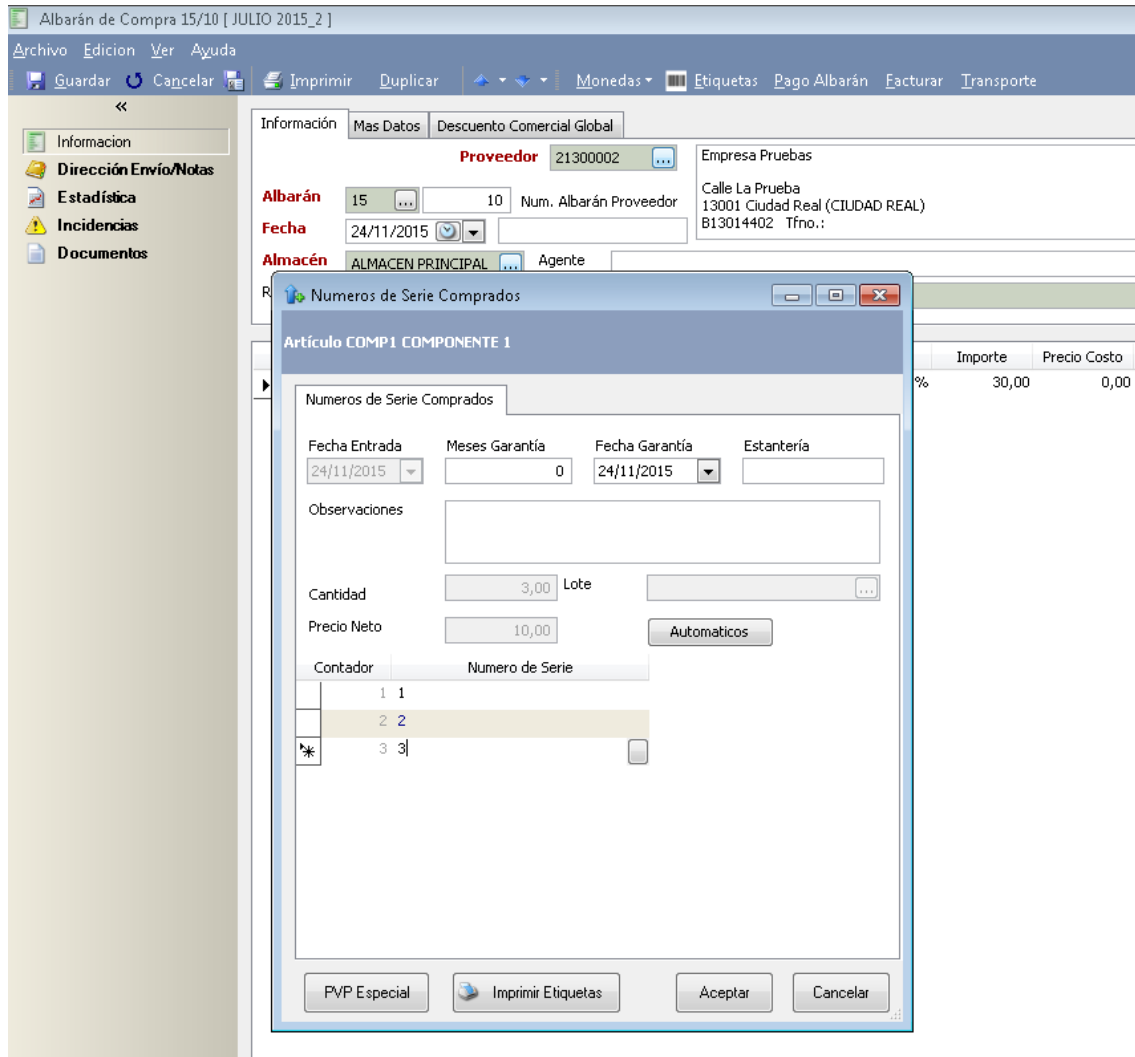 Albarán de Compra 15/10 [ JULIO 2015_2 ]
Archivo Edicion Ver Ayuda
Guardar Cancelar Imprimir Duplicar Monedas Etiquetas Pago Albarán Facturar Transporte
«
Informacion
Dirección Envío/Notas
Estadística
Incidencias
Documentos
Información Mas Datos Descuento Comercial Global
Proveedor 21300002 ...
Empresa Pruebas
Calle La Prueba
13001 Ciudad Real (CIUDAD REAL)
B13014402 Tfno.:
Albarán 15 ... 10 Num. Albarán Proveedor
Fecha 24/11/2015
Almacén ALMACEN PRINCIPAL ... Agente
R
Importe Precio Costo
% 30,00 0,00
Numeros de Serie Comprados
Artículo COMP1 COMPONENTE 1
Numeros de Serie Comprados
Fecha Entrada Meses Garantía Fecha Garantía Estantería
24/11/2015 0 24/11/2015
Observaciones
Cantidad 3,00 Lote ...
Precio Neto 10,00 Automaticos
Contador Numero de Serie
1 1
2 2
3 3
PVP Especial Imprimir Etiquetas Aceptar Cancelar